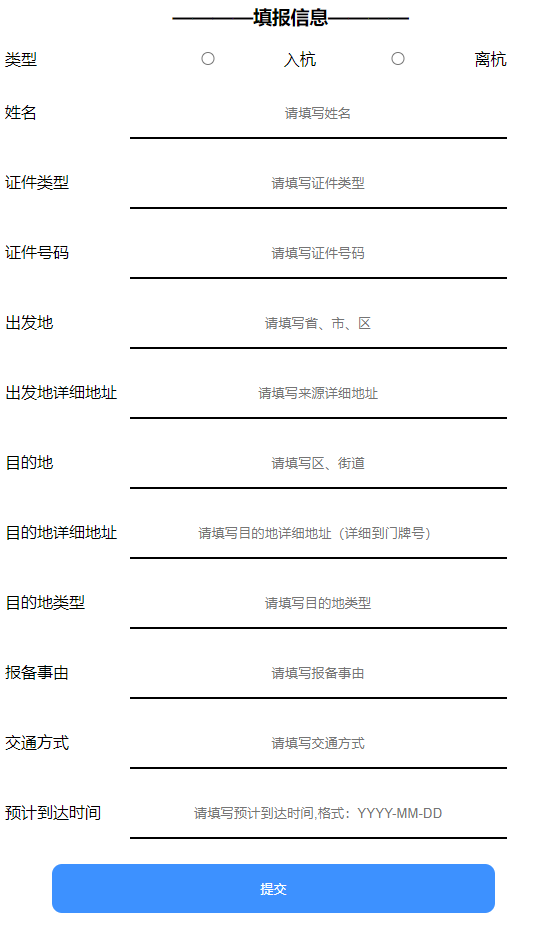 ————填报信息————
类型 入杭 离杭
姓名 请填写姓名
证件类型 请填写证件类型
证件号码 请填写证件号码
出发地 请填写省、市、区
出发地详细地址 请填写来源详细地址
目的地 请填写区、街道
目的地详细地址 请填写目的地详细地址（详细到门牌号）
目的地类型 请填写目的地类型
报备事由 请填写报备事由
交通方式 请填写交通方式
预计到达时间 请填写预计到达时间,格式：YYYY-MM-DD
提交